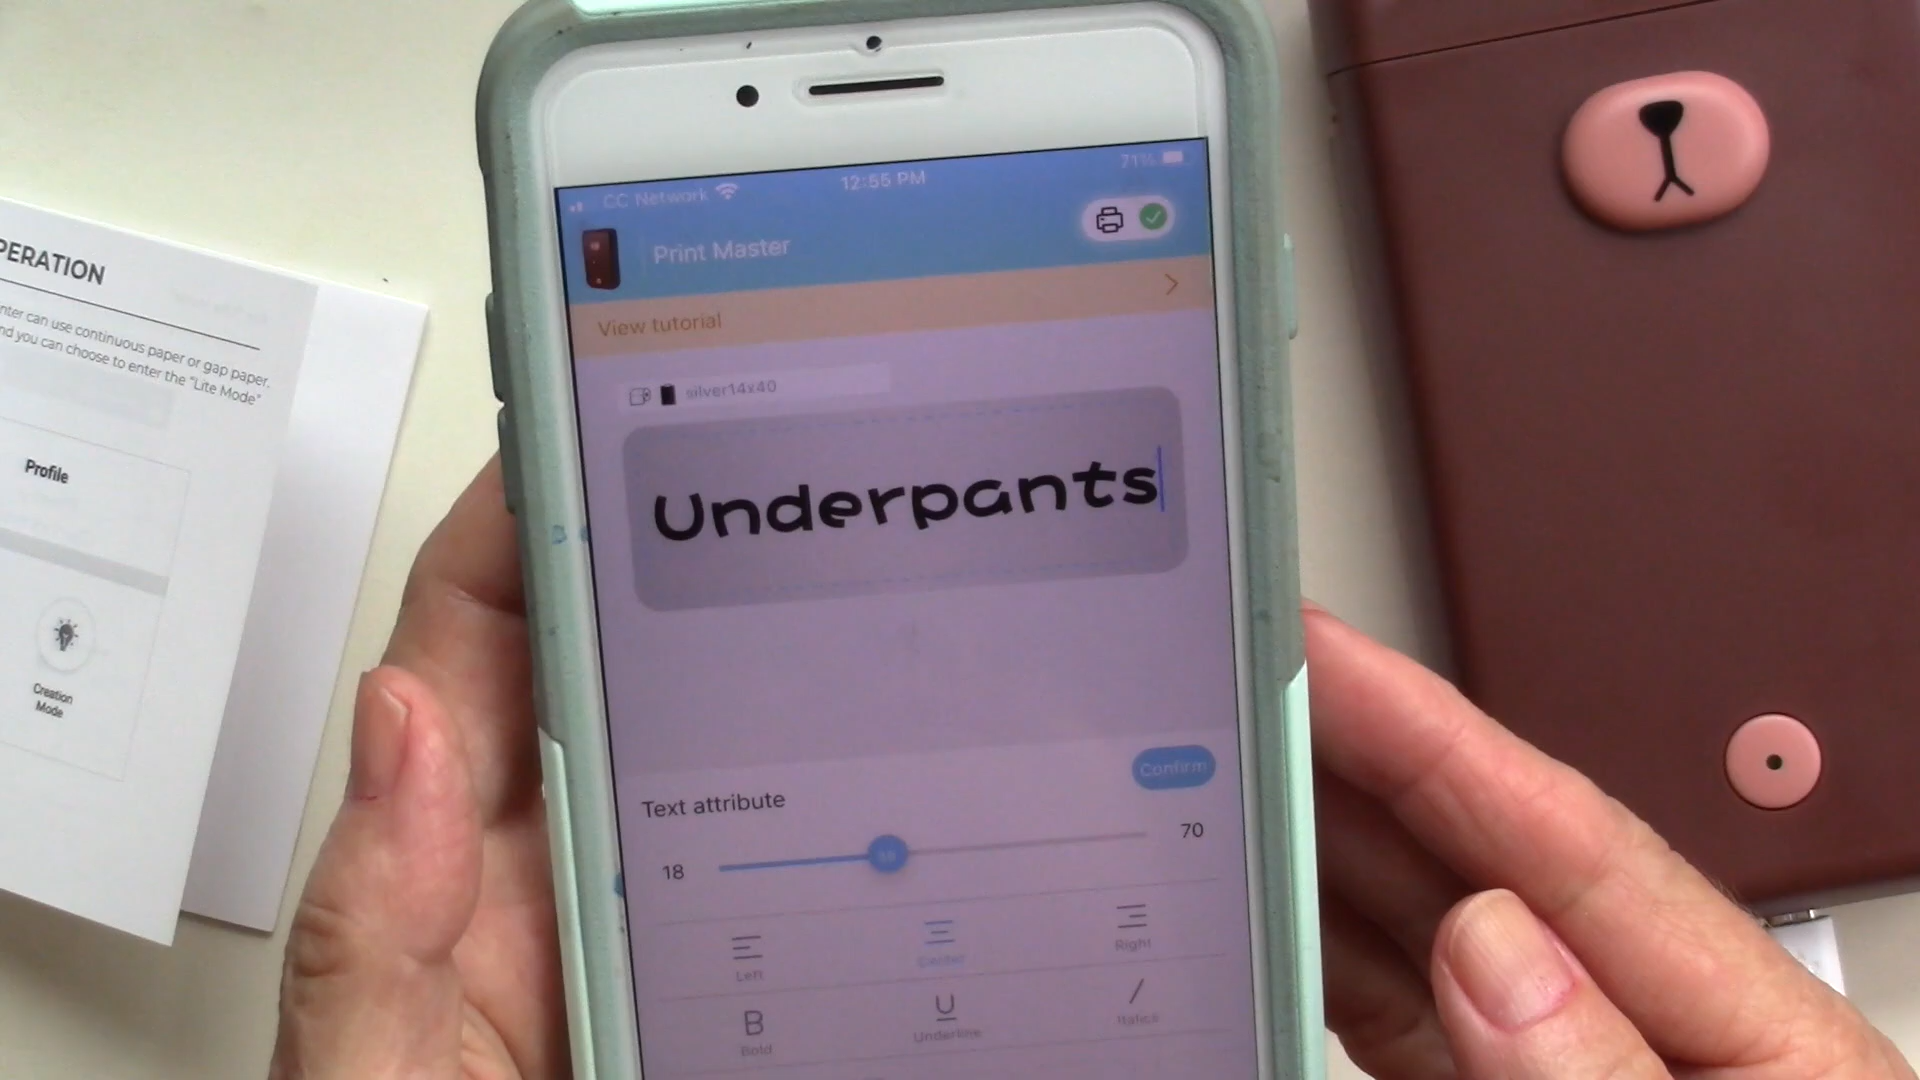 PERATION
nter can use continuous paper or gap paper,
nd you can choose to enter the "Lite Mode"
Profile
Creation
Mode
CC Network
12:55 PM
71%
Print Master
View tutorial
silver14x40
Underpants
Confirm
Text attribute
18
70
Left
Center
Right
B
U
/
Bold
Underline
Italics